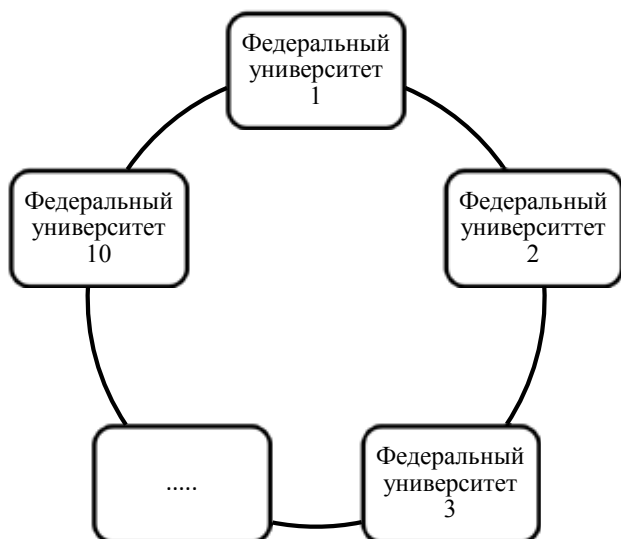 Федеральный
университет
1
Федеральный
университтет
2
Федеральный
университет
3
.....
Федеральный
университет
10